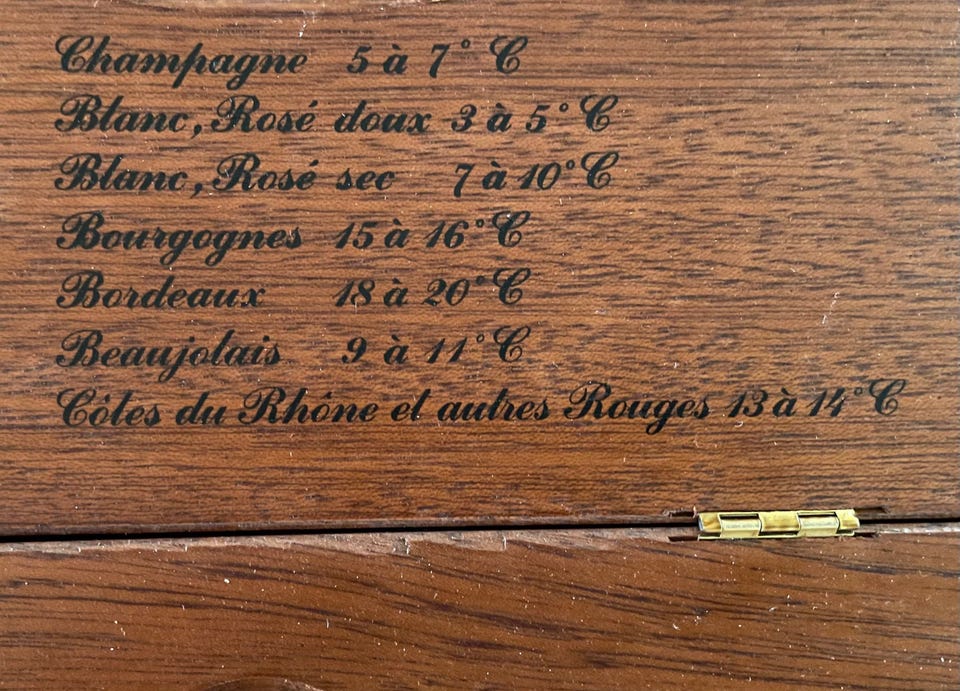 Champagne 5 à 7° C
Blanc, Rosé doux 3 à 5° C
Blanc, Rosé sec 7 à 10° C
Bourgognes 15 à 16° C
Bordeaux 18 à 20° C
Beaujolais 9 à 11° C
Côtes du Rhône et autres Rouges 13 à 14° C